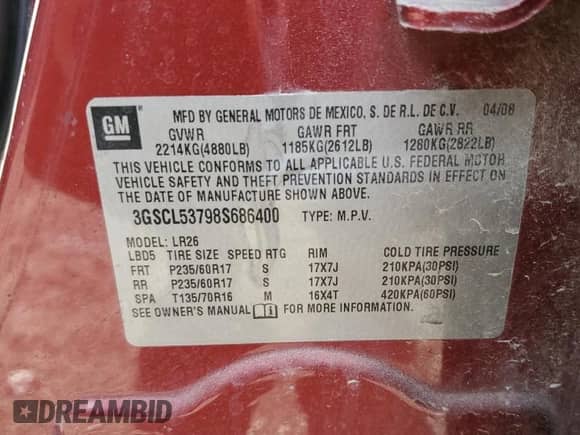 GM
MFD BY GENERAL MOTORS DE MEXICO, S. DE R.L. DE C.V. 04/08
GVWR GAWR FRT GAWR RR
2214KG(4880LB) 1185KG(2612LB) 1280KG(2822LB)
THIS VEHICLE CONFORMS TO ALL APPLICABLE U.S. FEDERAL MOTOR
VEHICLE SAFETY AND THEFT PREVENTION STANDARDS IN EFFECT ON
THE DATE OF MANUFACTURE SHOWN ABOVE.
3GSCL53798S686400 TYPE: M.P.V.
MODEL: LR26
LBD5 TIRE SIZE SPEED RTG RIM COLD TIRE PRESSURE
FRT P235/60R17 S 17X7J 210KPA(30PSI)
RR P235/60R17 S 17X7J 210KPA(30PSI)
SPA T135/70R16 M 16X4T 420KPA(60PSI)
SEE OWNER'S MANUAL FOR MORE INFORMATION.
DREAMBID